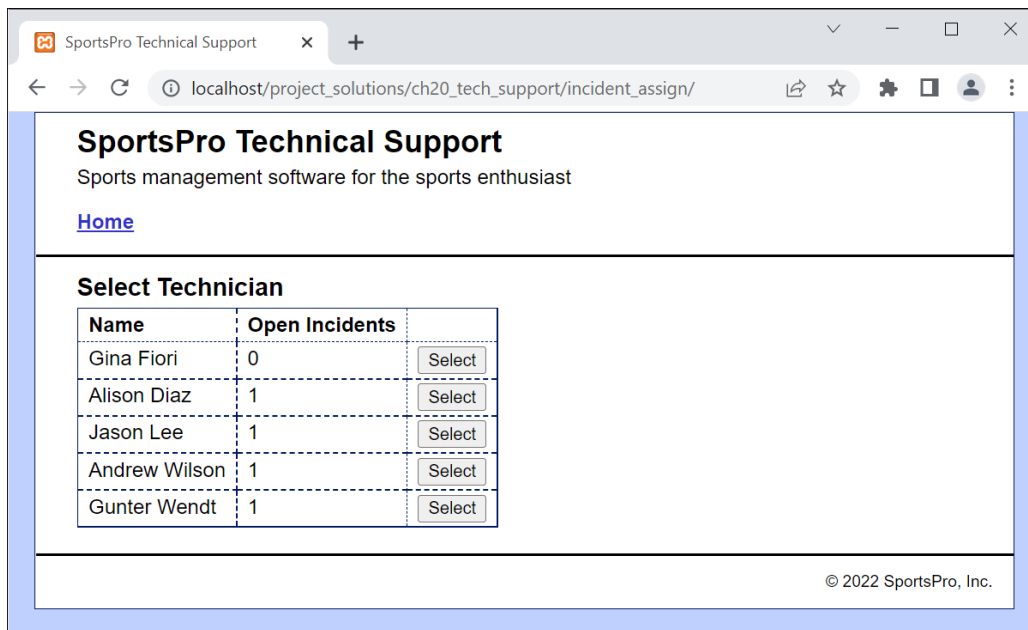 SportsPro Technical Support
localhost/project_solutions/ch20_tech_support/incident_assign/
SportsPro Technical Support
Sports management software for the sports enthusiast
Home
Select Technician
Name Open Incidents
Gina Fiori 0 Select
Alison Diaz 1 Select
Jason Lee 1 Select
Andrew Wilson 1 Select
Gunter Wendt 1 Select
© 2022 SportsPro, Inc.